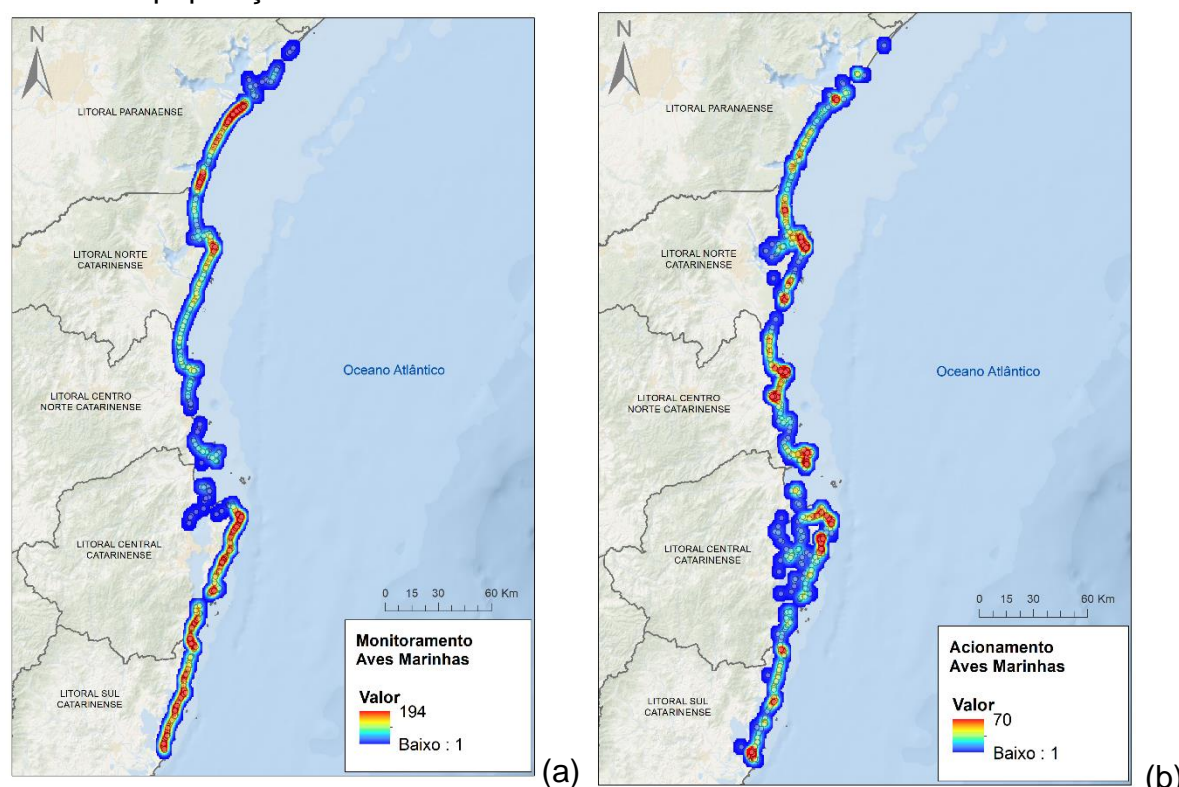 N
LITORAL PARANAENSE
LITORAL NORTE
CATARINENSE
LITORAL CENTRO
NORTE CATARINENSE
LITORAL CENTRAL
CATARINENSE
LITORAL SUL
CATARINENSE
Oceano Atlântico
0 15 30 60 Km
Monitoramento
Aves Marinhas
Valor
194
Baixo : 1
(a)
N
LITORAL PARANAENSE
LITORAL NORTE
CATARINENSE
LITORAL CENTRO
NORTE CATARINENSE
LITORAL CENTRAL
CATARINENSE
LITORAL SUL
CATARINENSE
Oceano Atlântico
0 15 30 60 Km
Acionamento
Aves Marinhas
Valor
70
Baixo : 1
(b)